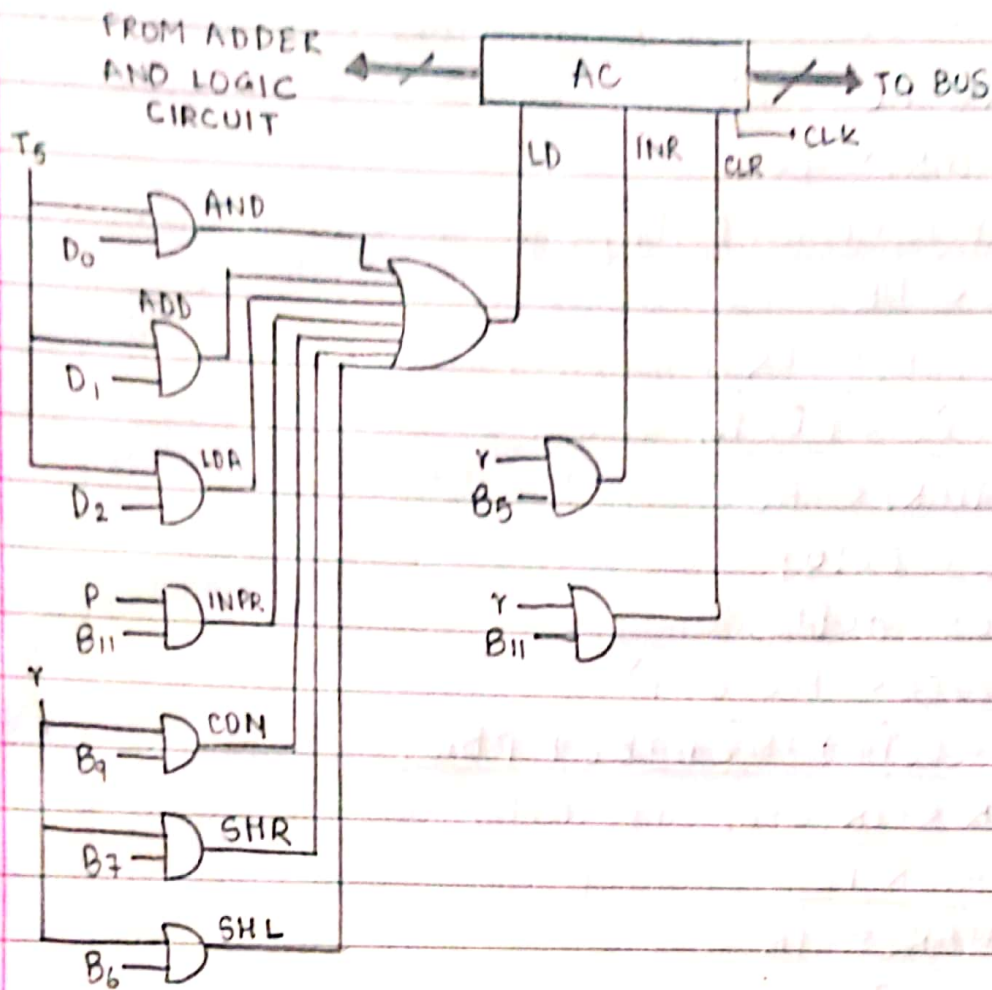 FROM ADDER
AND LOGIC
CIRCUIT
AC
TO BUS
CLK
LD
INR
CLR
T5
AND
D0
ADD
D1
LDA
D2
P
INPR
B11
r
B5
r
B11
r
COM
B9
SHR
B7
SHL
B6